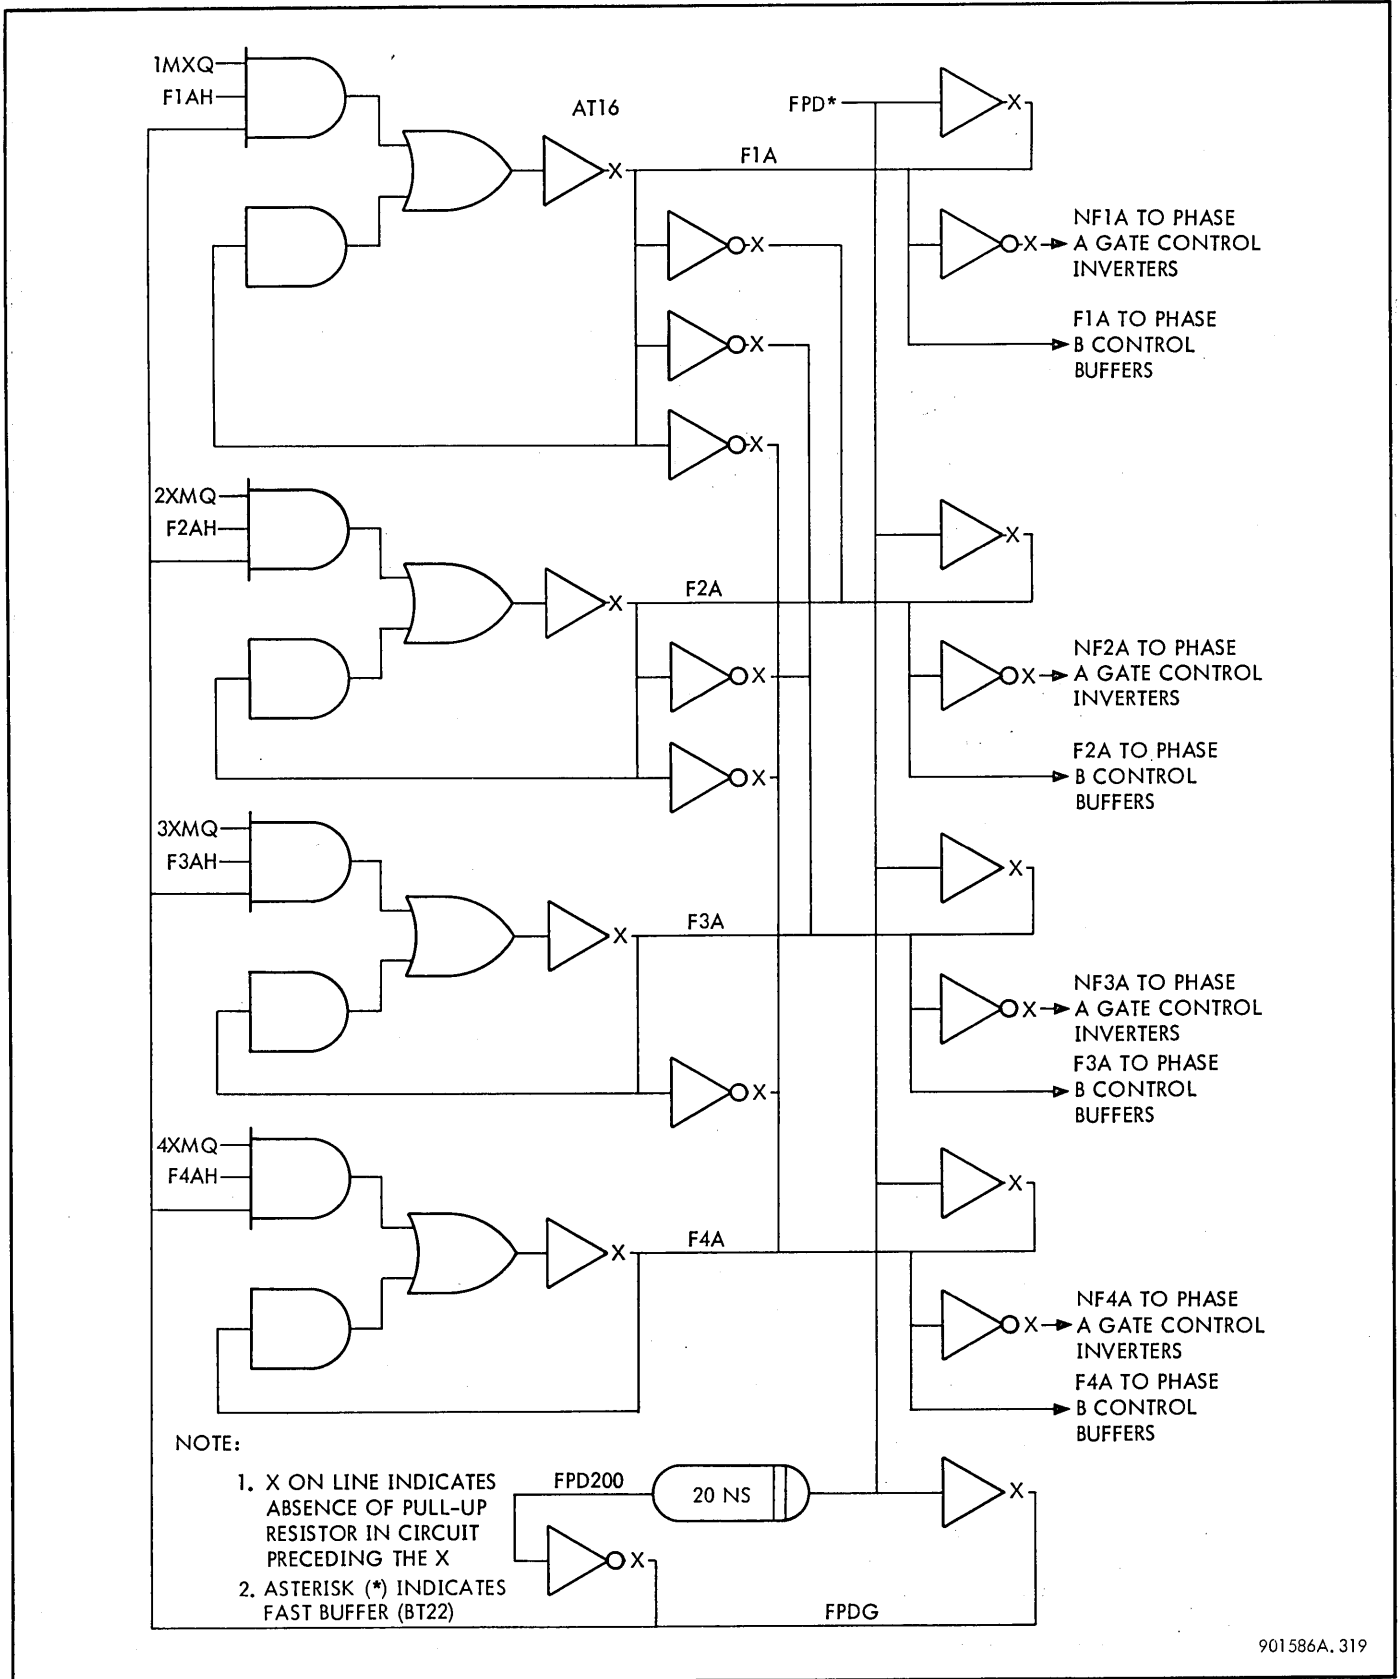 1MXQ
F1AH
AT16
FPD*
F1A
X
X
X
X
X
X
NF1A TO PHASE
A GATE CONTROL
INVERTERS
F1A TO PHASE
B CONTROL
BUFFERS
2XMQ
F2AH
F2A
X
X
X
X
X
NF2A TO PHASE
A GATE CONTROL
INVERTERS
F2A TO PHASE
B CONTROL
BUFFERS
3XMQ
F3AH
F3A
X
X
X
X
NF3A TO PHASE
A GATE CONTROL
INVERTERS
F3A TO PHASE
B CONTROL
BUFFERS
4XMQ
F4AH
F4A
X
X
X
NF4A TO PHASE
A GATE CONTROL
INVERTERS
F4A TO PHASE
B CONTROL
BUFFERS
NOTE:
1. X ON LINE INDICATES
ABSENCE OF PULL-UP
RESISTOR IN CIRCUIT
PRECEDING THE X
2. ASTERISK (*) INDICATES
FAST BUFFER (BT22)
FPD200
20 NS
X
X
FPDG
901586A. 319